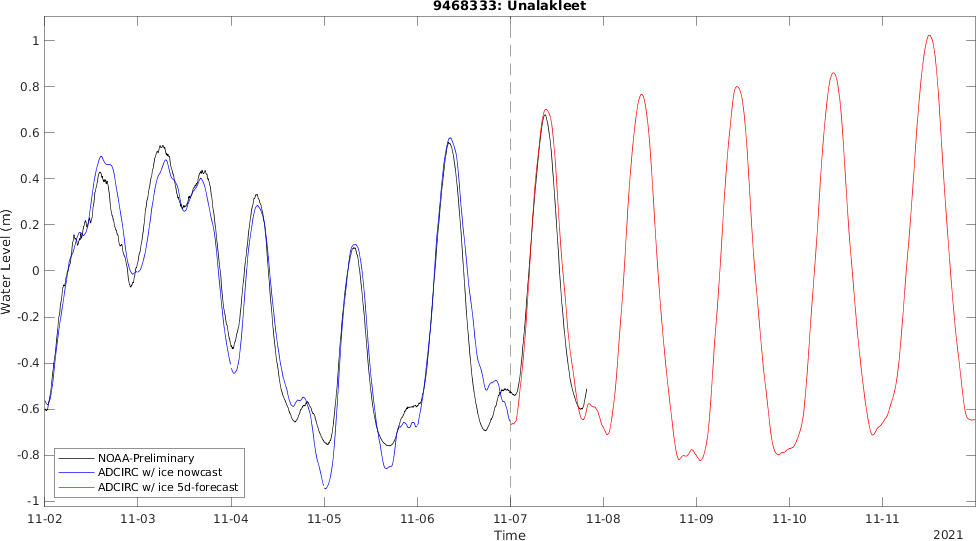 9468333: Unalakleet
Water Level (m)
1
0.8
0.6
0.4
0.2
0
-0.2
-0.4
-0.6
-0.8
-1
NOAA-Preliminary
ADCIRC w/ ice nowcast
ADCIRC w/ ice 5d-forecast
11-02 11-03 11-04 11-05 11-06 11-07 11-08 11-09 11-10 11-11
Time
2021